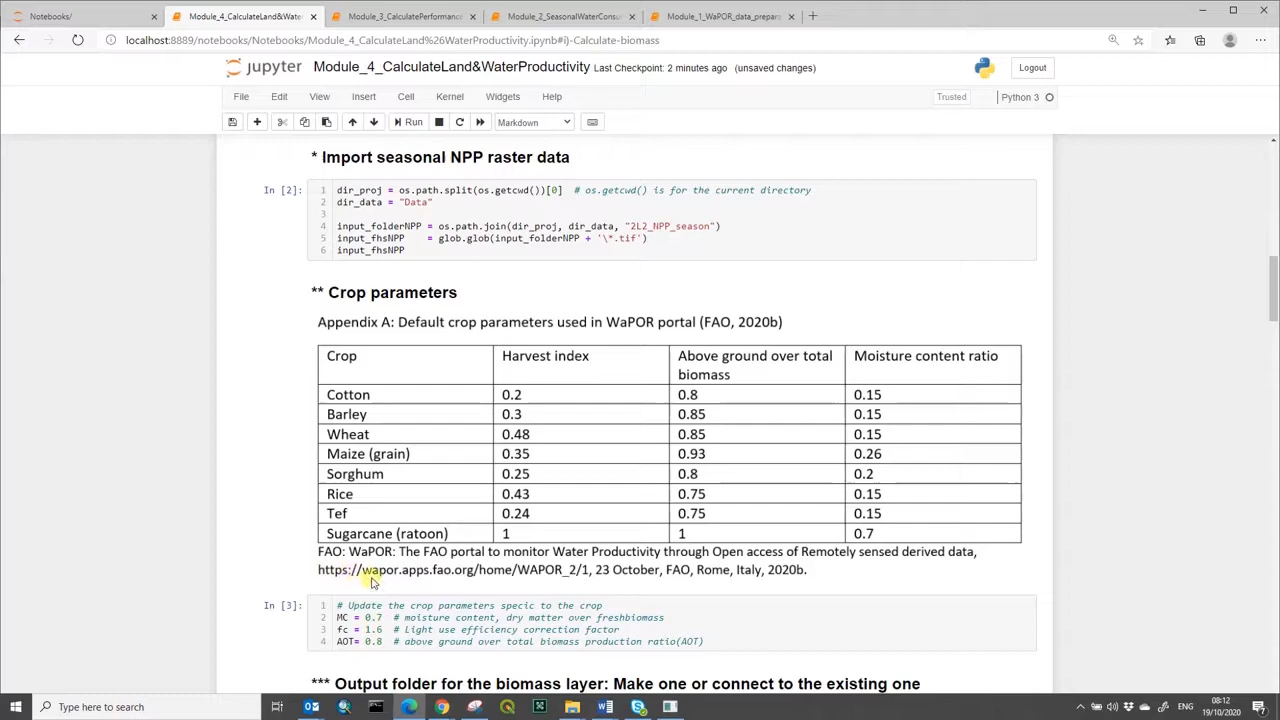 Notebooks/
Module_4_CalculateLand&Water
Module_3_CalculatePerformance
Module_2_SeasonalWaterConsu
Module_1_WaPOR_data_prepara
localhost:8889/notebooks/Notebooks/Module_4_CalculateLand%26WaterProductivity.ipynb#i)-Calculate-biomass
jupyter Module_4_CalculateLand&WaterProductivity Last Checkpoint: 2 minutes ago (unsaved changes) Logout
File Edit View Insert Cell Kernel Widgets Help Trusted Python 3
Run Markdown
* Import seasonal NPP raster data
In [2]:
1 dir_proj = os.path.split(os.getcwd())[0] # os.getcwd() is for the current directory
2 dir_data = "Data"
3
4 input_folderNPP = os.path.join(dir_proj, dir_data, "2L2_NPP_season")
5 input_fhsNPP = glob.glob(input_folderNPP + '\*.tif')
6 input_fhsNPP
** Crop parameters
Appendix A: Default crop parameters used in WaPOR portal (FAO, 2020b)
Crop Harvest index Above ground over total biomass Moisture content ratio
Cotton 0.2 0.8 0.15
Barley 0.3 0.85 0.15
Wheat 0.48 0.85 0.15
Maize (grain) 0.35 0.93 0.26
Sorghum 0.25 0.8 0.2
Rice 0.43 0.75 0.15
Tef 0.24 0.75 0.15
Sugarcane (ratoon) 1 1 0.7
FAO: WaPOR: The FAO portal to monitor Water Productivity through Open access of Remotely sensed derived data,
https://wapor.apps.fao.org/home/WAPOR_2/1, 23 October, FAO, Rome, Italy, 2020b.
In [3]:
1 # Update the crop parameters specic to the crop
2 MC = 0.7 # moisture content, dry matter over freshbiomass
3 fc = 1.6 # Light use efficiency correction factor
4 AOT= 0.8 # above ground over total biomass production ratio(AOT)
*** Output folder for the biomass layer: Make one or connect to the existing one
Type here to search
08:12
19/10/2020